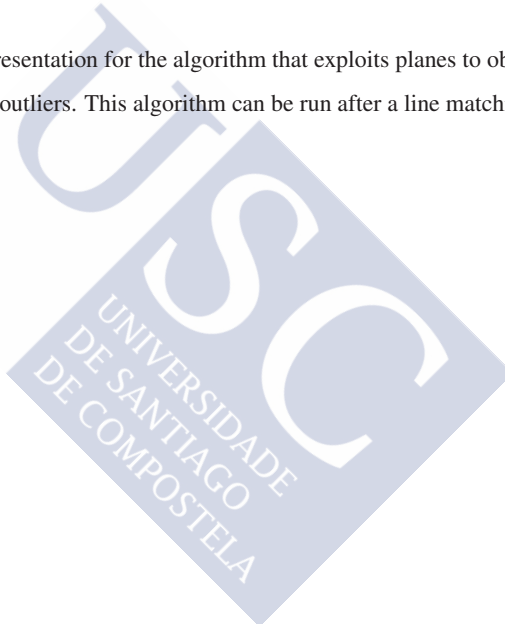 resentation for the algorithm that exploits planes to ob
outliers. This algorithm can be run after a line match
USC
UNIVERSIDADE
DE SANTIAGO
DE COMPOSTELA